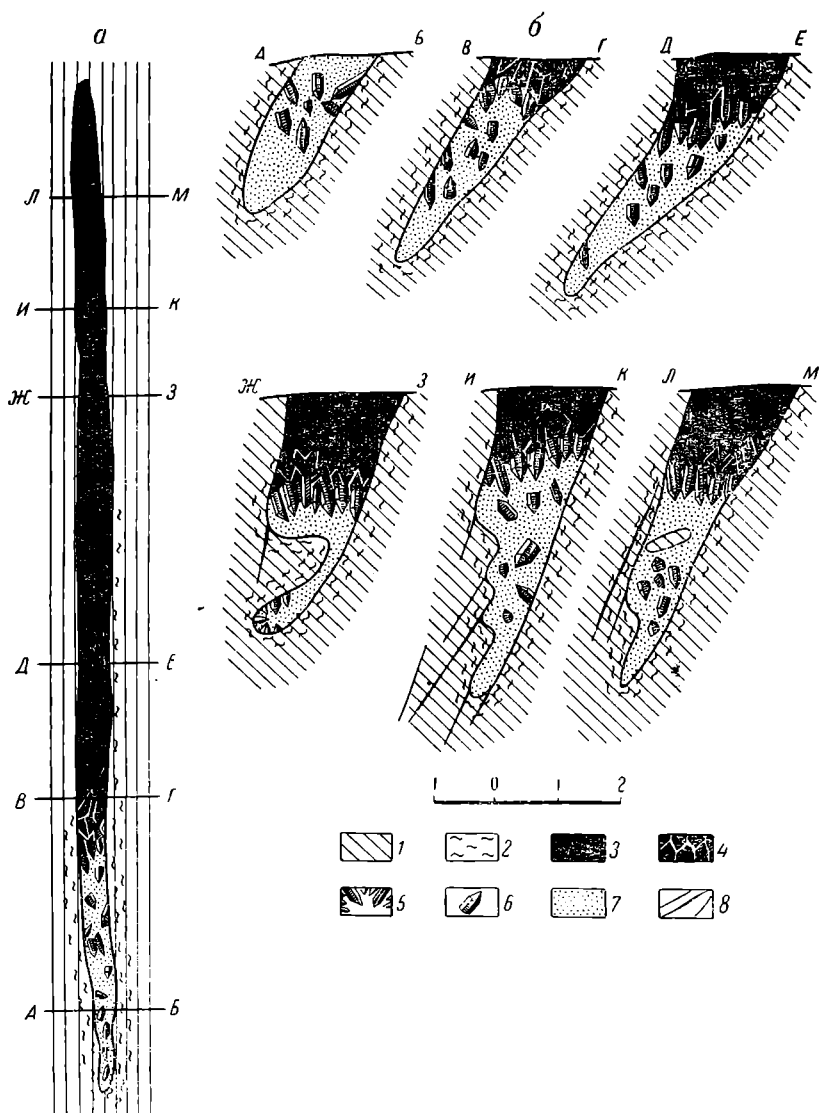 а
б
А Б
В Г
Д Е
Л М
И К
Ж З
Ж З
И К
Л М
Д Е
В Г
А Б
1 0 1 2
1 2 3 4
5 6 7 8